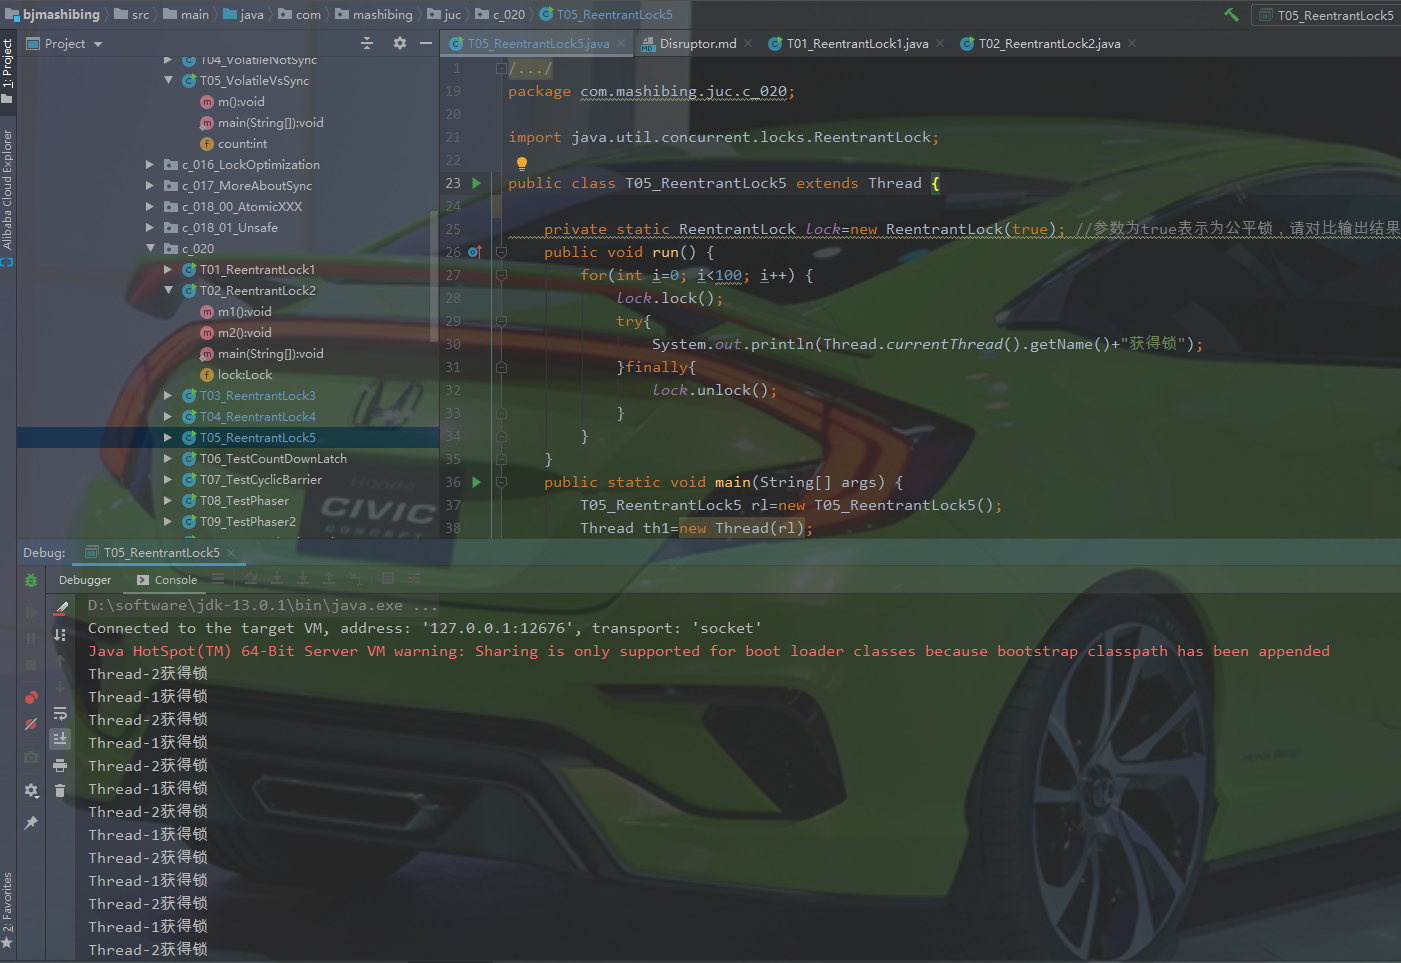 bjmashibing src main java com mashibing juc c_020 T05_ReentrantLock5
T05_ReentrantLock5
1: Project
Alibaba Cloud Explorer
2: Favorites
Project
T04_VolatileNotSync
T05_VolatileVsSync
m():void
main(String[]):void
count:int
c_016_LockOptimization
c_017_MoreAboutSync
c_018_00_AtomicXXX
c_018_01_Unsafe
c_020
T01_ReentrantLock1
T02_ReentrantLock2
m1():void
m2():void
main(String[]):void
lock:Lock
T03_ReentrantLock3
T04_ReentrantLock4
T05_ReentrantLock5
T06_TestCountDownLatch
T07_TestCyclicBarrier
T08_TestPhaser
T09_TestPhaser2
T05_ReentrantLock5.java Disruptor.md T01_ReentrantLock1.java T02_ReentrantLock2.java
1 /.../
19 package com.mashibing.juc.c_020;
20
21 import java.util.concurrent.locks.ReentrantLock;
22
23 public class T05_ReentrantLock5 extends Thread {
24
25 private static ReentrantLock lock=new ReentrantLock(true); //参数为true表示为公平锁，请对比输出结果
26 public void run() {
27 for(int i=0; i<100; i++) {
28 lock.lock();
29 try{
30 System.out.println(Thread.currentThread().getName()+"获得锁");
31 }finally{
32 lock.unlock();
33 }
34 }
35 }
36 public static void main(String[] args) {
37 T05_ReentrantLock5 rl=new T05_ReentrantLock5();
38 Thread th1=new Thread(rl);
Honda
CIVIC
CONCEPT
Debug: T05_ReentrantLock5
Debugger Console
D:\software\jdk-13.0.1\bin\java.exe ...
Connected to the target VM, address: '127.0.0.1:12676', transport: 'socket'
Java HotSpot(TM) 64-Bit Server VM warning: Sharing is only supported for boot loader classes because bootstrap classpath has been appended
Thread-2获得锁
Thread-1获得锁
Thread-2获得锁
Thread-1获得锁
Thread-2获得锁
Thread-1获得锁
Thread-2获得锁
Thread-1获得锁
Thread-2获得锁
Thread-1获得锁
Thread-2获得锁
Thread-1获得锁
Thread-2获得锁